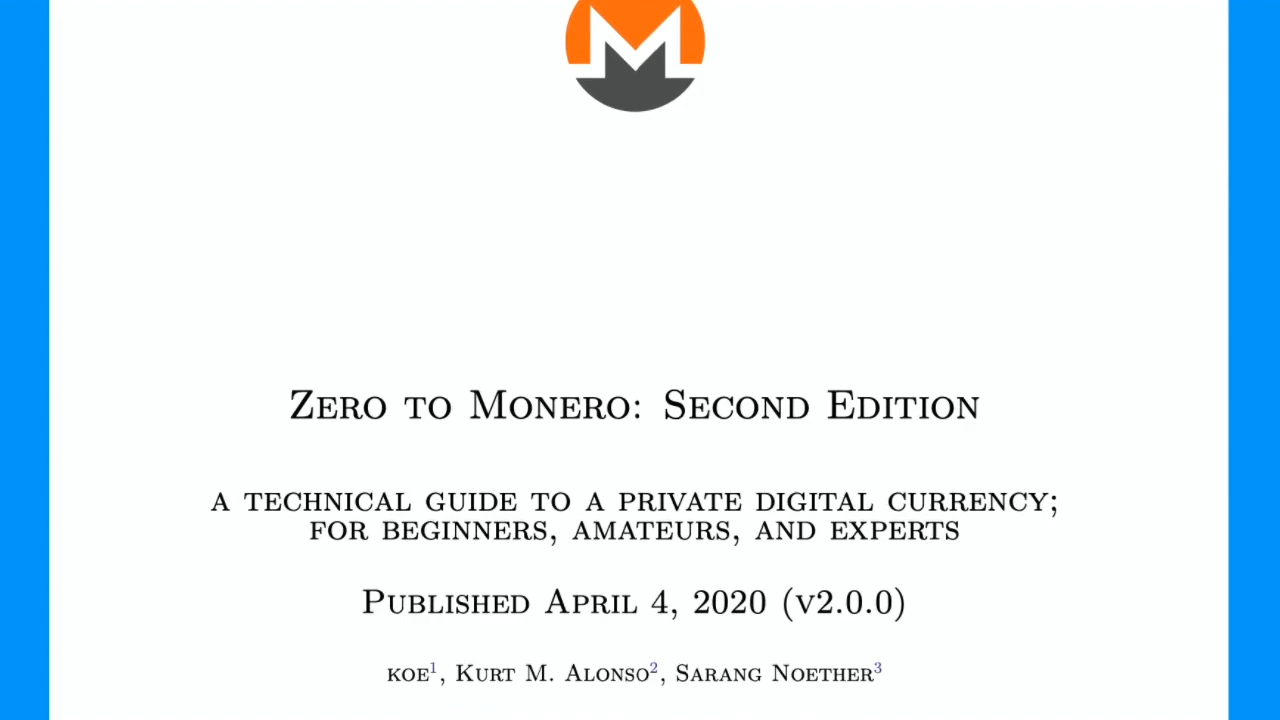 Zero to Monero: Second Edition
a technical guide to a private digital currency;
for beginners, amateurs, and experts
Published April 4, 2020 (v2.0.0)
koe1, Kurt M. Alonso2, Sarang Noether3